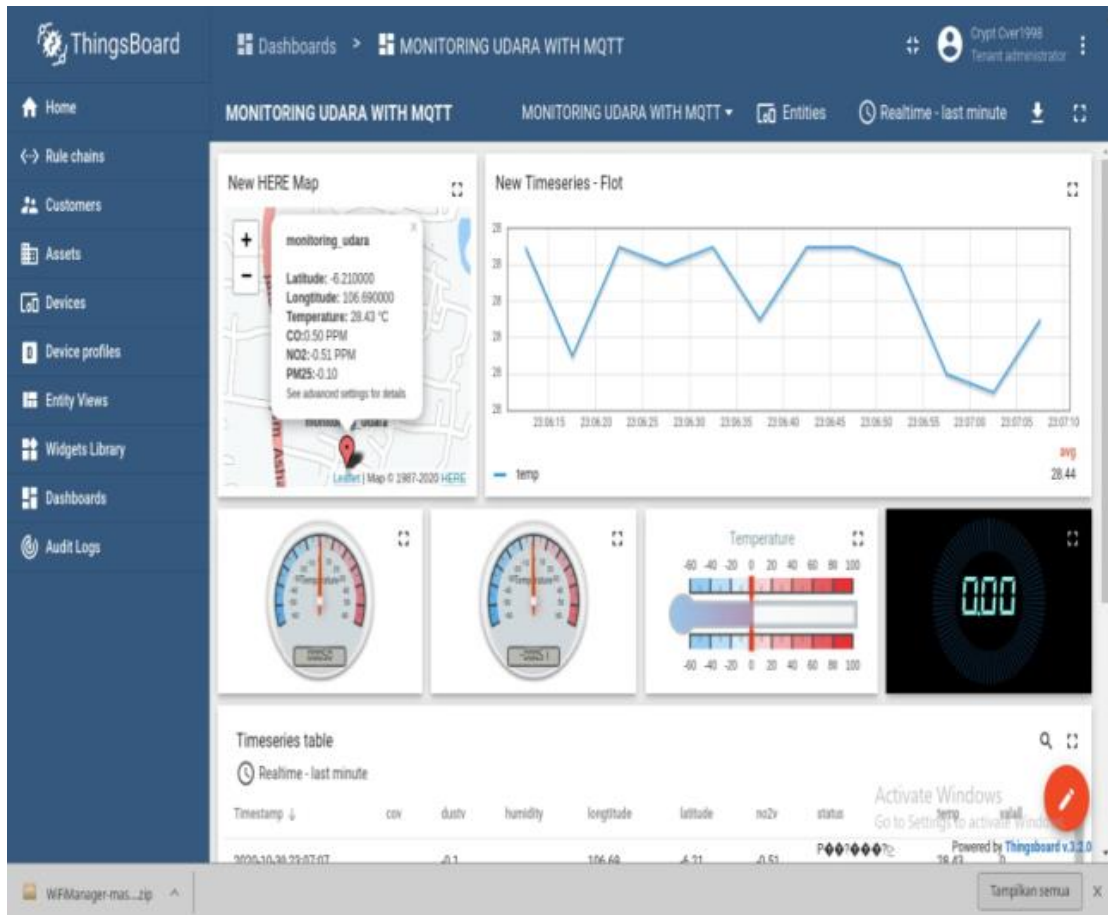 ThingsBoard
Dashboards > MONITORING UDARA WITH MQTT
Crypt Over1998
Tenant administrator
Home
Rule chains
Customers
Assets
Devices
Device profiles
Entity Views
Widgets Library
Dashboards
Audit Logs
MONITORING UDARA WITH MQTT
MONITORING UDARA WITH MQTT
Entities
Realtime - last minute
New HERE Map
+
−
monitoring_udara
x
Latitude: -6.210000
Longtitude: 106.690000
Temperature: 28.43 °C
CO:0.50 PPM
NO2:-0.51 PPM
PM25:-0.10
See advanced settings for details
monitoring_udara
Leaflet | Map © 1987-2020 HERE
New Timeseries - Flot
28
28
28
28
28
28
23:06:15 23:06:20 23:06:25 23:06:30 23:06:35 23:06:40 23:06:45 23:06:50 23:06:55 23:07:00 23:07:05 23:07:10
avg
temp 28.44
Temperature
Temperature
Temperature
-60 -40 -20 0 20 40 60 80 100
-60 -40 -20 0 20 40 60 80 100
0.00
Timeseries table
Realtime - last minute
Timestamp ↓ cov dustv humidity longtitude latitude no2v status temp
2020-10-30 23:07:07 -0.1 106.69 -6.21 -0.51 28.43 0
Activate Windows
Go to Settings to activate Windows.
Powered by Thingsboard v.3.2.0
WiFiManager-mas....zip
Tampilkan semua
X